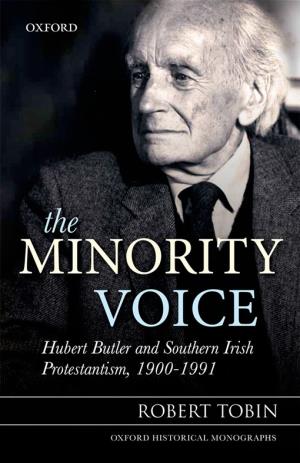 OXFORD
the
MINORITY
VOICE
Hubert Butler and Southern Irish
Protestantism, 1900-1991
ROBERT TOBIN
OXFORD HISTORICAL MONOGRAPHS